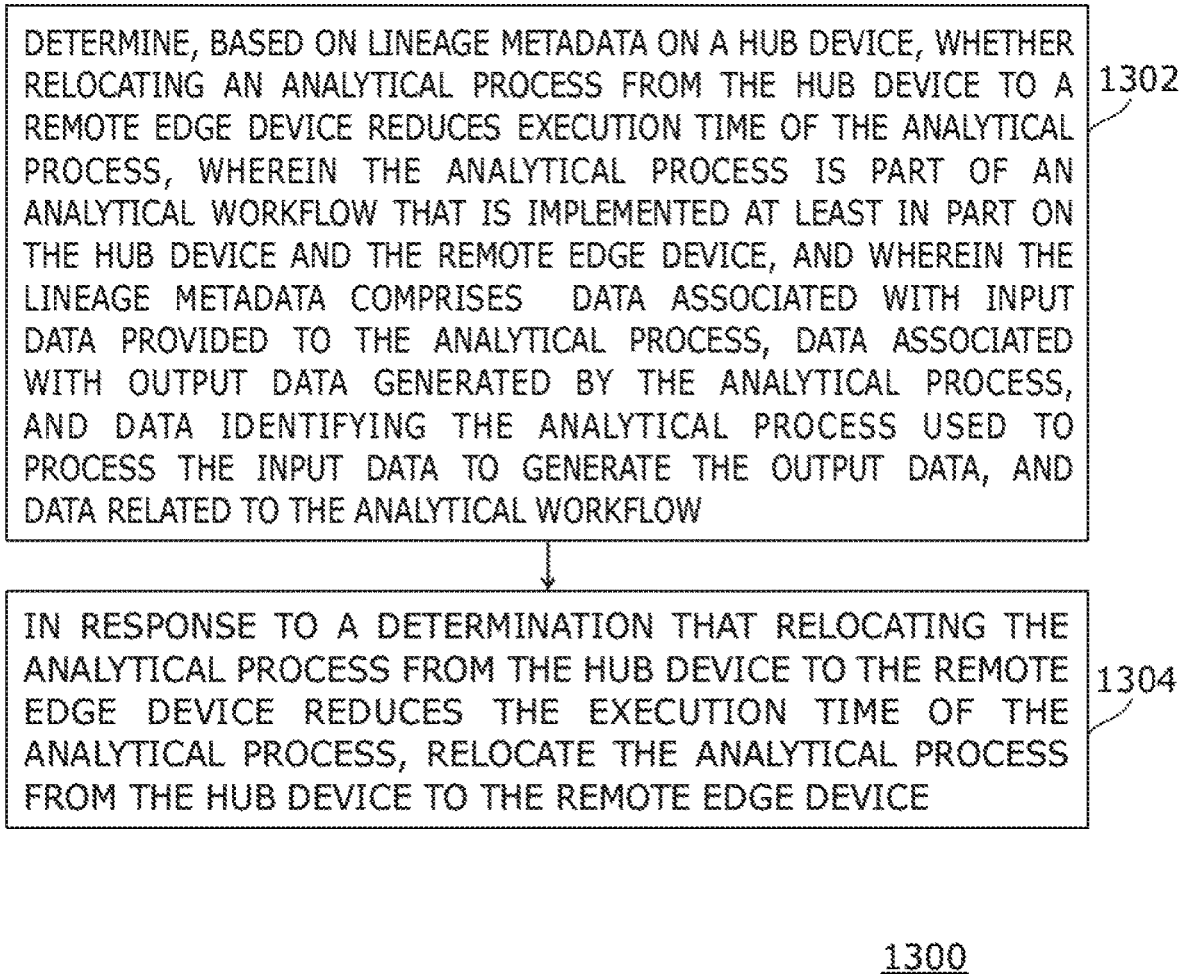 DETERMINE, BASED ON LINEAGE METADATA ON A HUB DEVICE, WHETHER
RELOCATING AN ANALYTICAL PROCESS FROM THE HUB DEVICE TO A
REMOTE EDGE DEVICE REDUCES EXECUTION TIME OF THE ANALYTICAL
PROCESS, WHEREIN THE ANALYTICAL PROCESS IS PART OF AN
ANALYTICAL WORKFLOW THAT IS IMPLEMENTED AT LEAST IN PART ON
THE HUB DEVICE AND THE REMOTE EDGE DEVICE, AND WHEREIN THE
LINEAGE METADATA COMPRISES DATA ASSOCIATED WITH INPUT
DATA PROVIDED TO THE ANALYTICAL PROCESS, DATA ASSOCIATED
WITH OUTPUT DATA GENERATED BY THE ANALYTICAL PROCESS,
AND DATA IDENTIFYING THE ANALYTICAL PROCESS USED TO
PROCESS THE INPUT DATA TO GENERATE THE OUTPUT DATA, AND
DATA RELATED TO THE ANALYTICAL WORKFLOW
1302
IN RESPONSE TO A DETERMINATION THAT RELOCATING THE
ANALYTICAL PROCESS FROM THE HUB DEVICE TO THE REMOTE
EDGE DEVICE REDUCES THE EXECUTION TIME OF THE
ANALYTICAL PROCESS, RELOCATE THE ANALYTICAL PROCESS
FROM THE HUB DEVICE TO THE REMOTE EDGE DEVICE
1304
1300